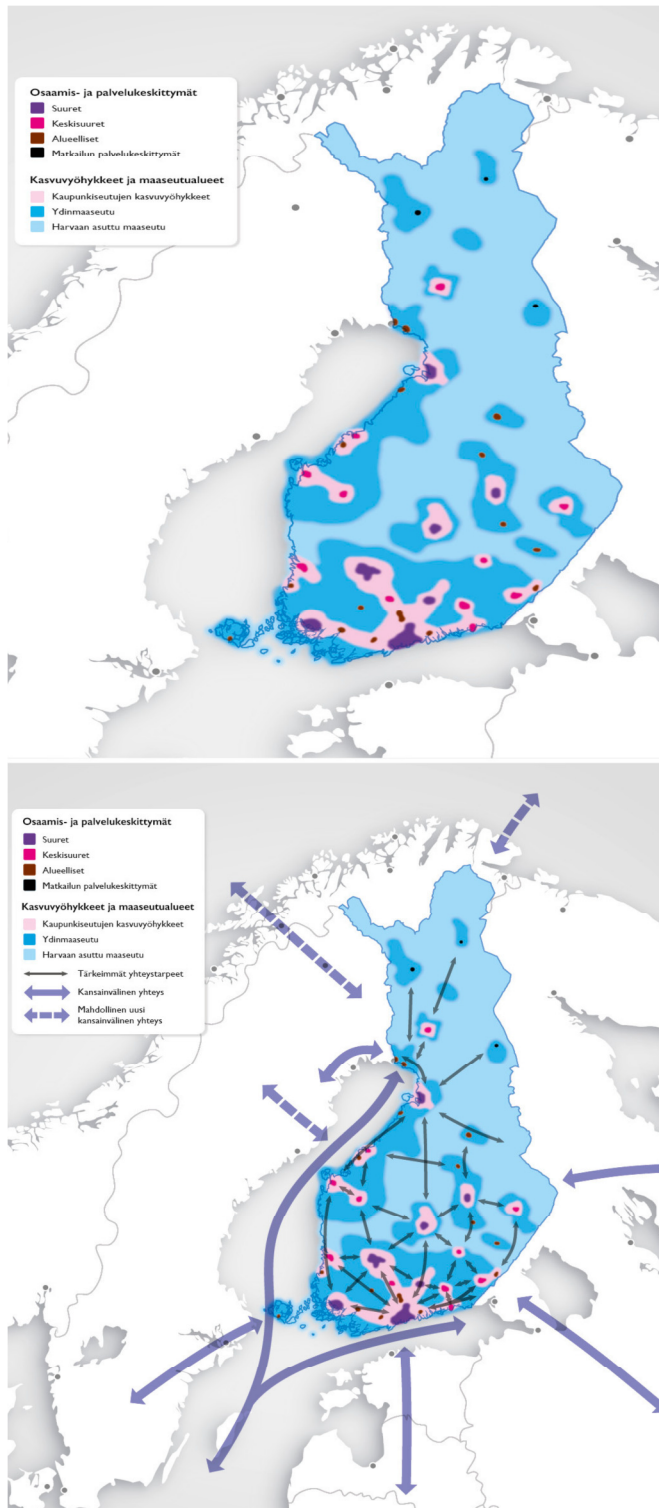 Osaamis- ja palvelukeskittymät
Suuret
Keskisuuret
Alueelliset
Matkailun palvelukeskittymät
Kasvuvyöhykkeet ja maaseutualueet
Kaupunkiseutujen kasvuvyöhykkeet
Ydinmaaseutu
Harvaan asuttu maaseutu
Osaamis- ja palvelukeskittymät
Suuret
Keskisuuret
Alueelliset
Matkailun palvelukeskittymät
Kasvuvyöhykkeet ja maaseutualueet
Kaupunkiseutujen kasvuvyöhykkeet
Ydinmaaseutu
Harvaan asuttu maaseutu
Tärkeimmät yhteystarpeet
Kansainvälinen yhteys
Mahdollinen uusi
kansainvälinen yhteys